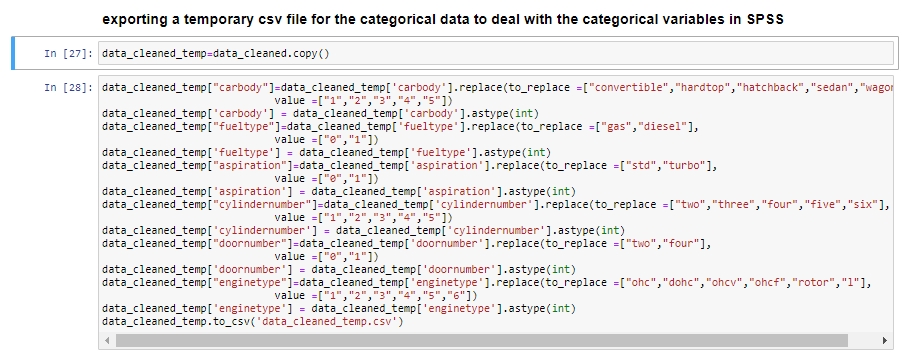 exporting a temporary csv file for the categorical data to deal with the categorical variables in SPSS
In [27]: data_cleaned_temp=data_cleaned.copy()
In [28]: data_cleaned_temp["carbody"]=data_cleaned_temp['carbody'].replace(to_replace =["convertible","hardtop","hatchback","sedan","wagon
value =["1","2","3","4","5"])
data_cleaned_temp['carbody'] = data_cleaned_temp['carbody'].astype(int)
data_cleaned_temp["fueltype"]=data_cleaned_temp['fueltype'].replace(to_replace =["gas","diesel"],
value =["0","1"])
data_cleaned_temp['fueltype'] = data_cleaned_temp['fueltype'].astype(int)
data_cleaned_temp["aspiration"]=data_cleaned_temp['aspiration'].replace(to_replace =["std","turbo"],
value =["0","1"])
data_cleaned_temp['aspiration'] = data_cleaned_temp['aspiration'].astype(int)
data_cleaned_temp["cylindernumber"]=data_cleaned_temp['cylindernumber'].replace(to_replace =["two","three","four","five","six"],
value =["1","2","3","4","5"])
data_cleaned_temp['cylindernumber'] = data_cleaned_temp['cylindernumber'].astype(int)
data_cleaned_temp["doornumber"]=data_cleaned_temp['doornumber'].replace(to_replace =["two","four"],
value =["0","1"])
data_cleaned_temp['doornumber'] = data_cleaned_temp['doornumber'].astype(int)
data_cleaned_temp["enginetype"]=data_cleaned_temp['enginetype'].replace(to_replace =["ohc","dohc","ohcv","ohcf","rotor","l"],
value =["1","2","3","4","5","6"])
data_cleaned_temp['enginetype'] = data_cleaned_temp['enginetype'].astype(int)
data_cleaned_temp.to_csv('data_cleaned_temp.csv')